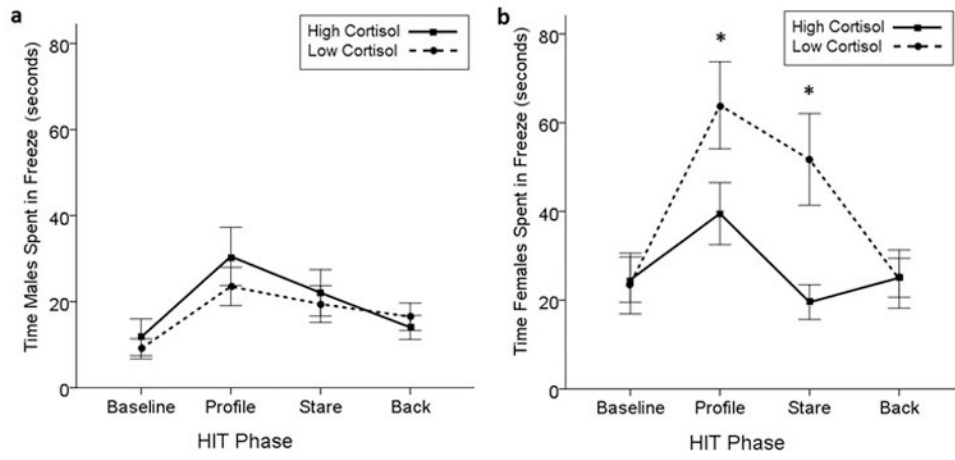 a
High Cortisol
Low Cortisol
Time Males Spent in Freeze (seconds)
80
60
40
20
0
Baseline Profile Stare Back
HIT Phase
b
High Cortisol
Low Cortisol
*
*
Time Females Spent in Freeze (seconds)
80
60
40
20
0
Baseline Profile Stare Back
HIT Phase